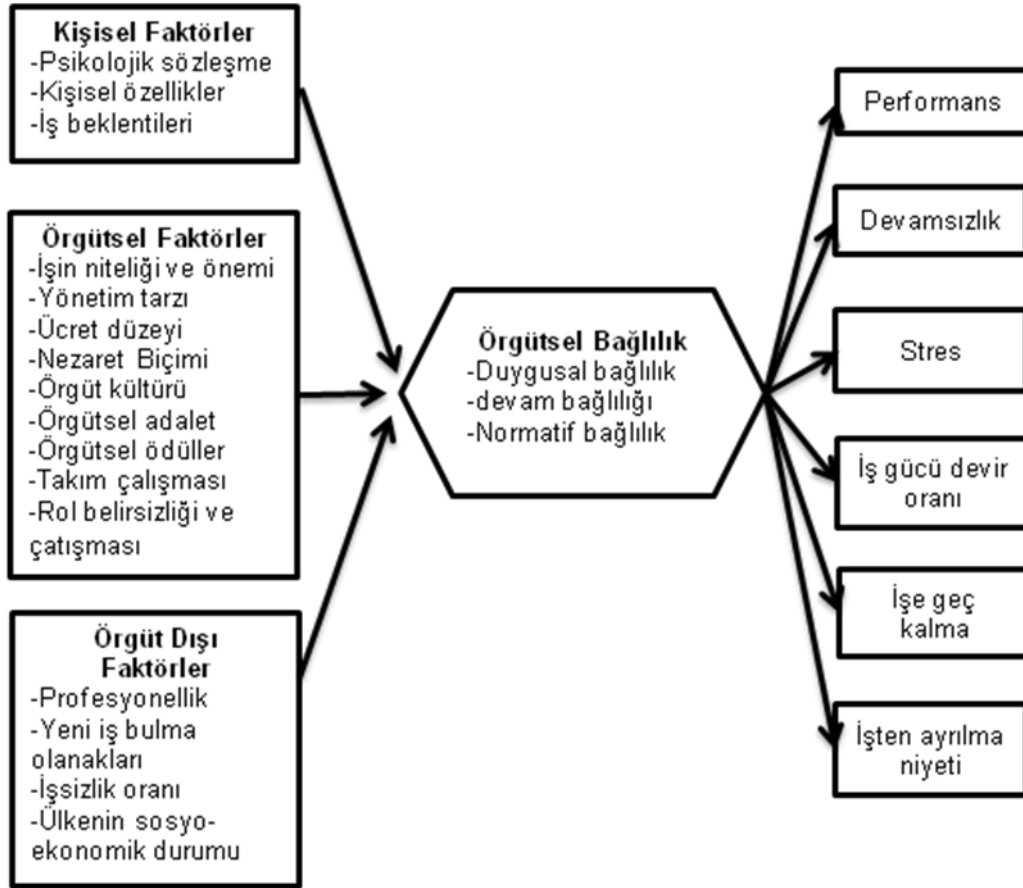 Kişisel Faktörler
-Psikolojik sözleşme
-Kişisel özellikler
-İş beklentileri
Örgütsel Faktörler
-İşin niteliği ve önemi
-Yönetim tarzı
-Ücret düzeyi
-Nezaret Biçimi
-Örgüt kültürü
-Örgütsel adalet
-Örgütsel ödüller
-Takım çalışması
-Rol belirsizliği ve
çatışması
Örgüt Dışı
Faktörler
-Profesyonellik
-Yeni iş bulma
olanakları
-İşsizlik oranı
-Ülkenin sosyo-
ekonomik durumu
Örgütsel Bağlılık
-Duygusal bağlılık
-devam bağlılığı
-Normatif bağlılık
Performans
Devamsızlık
Stres
İş gücü devir
oranı
İşe geç
kalma
İşten ayrılma
niyeti